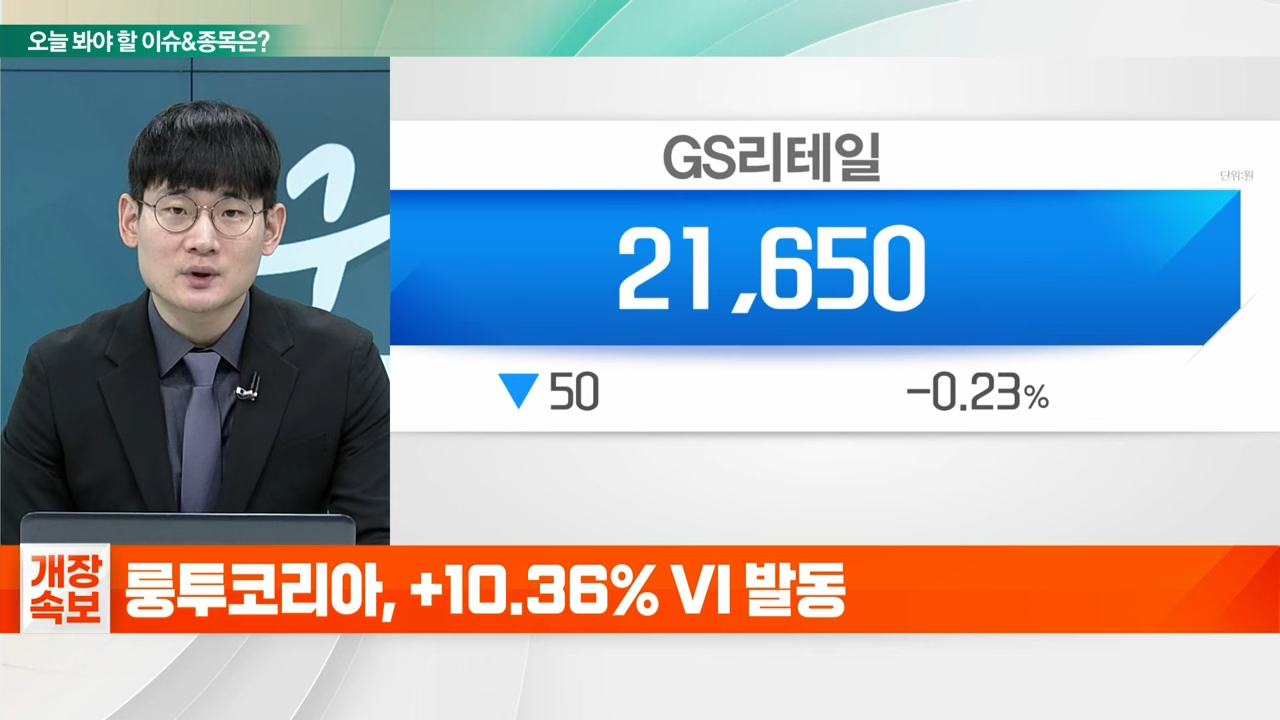 오늘 봐야 할 이슈&종목은?
GS리테일
단위:원
21,650
▼50
-0.23%
개장
속보
룽투코리아, +10.36% VI 발동